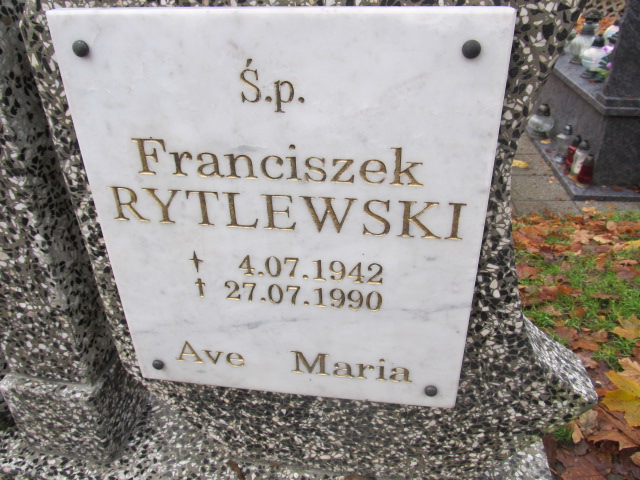 Ś.p.
Franciszek
RYTLEWSKI
† 4.07.1942
† 27.07.1990
Ave Maria